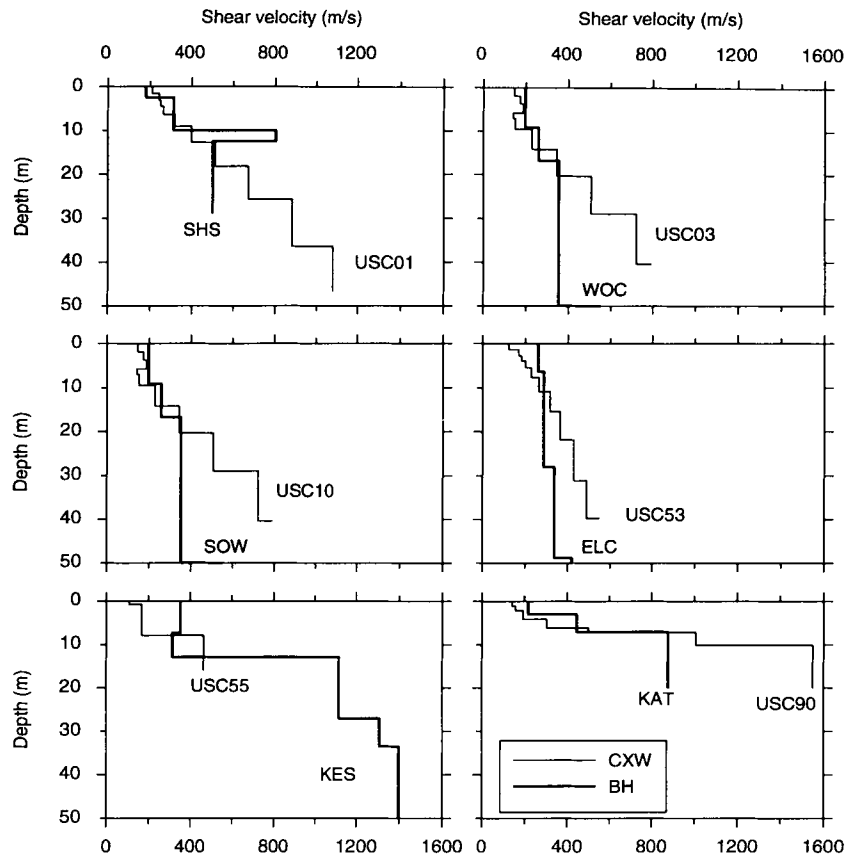 Shear velocity (m/s) Shear velocity (m/s)
0 400 800 1200 0 400 800 1200 1600
Depth (m)
0
10
20
30
40
50
SHS
USC01
USC03
WOC
Depth (m)
0
10
20
30
40
50
USC10
SOW
USC53
ELC
Depth (m)
0
10
20
30
40
50
USC55
KES
KAT
USC90
CXW
BH
0 400 800 1200 1600 0 400 800 1200 1600